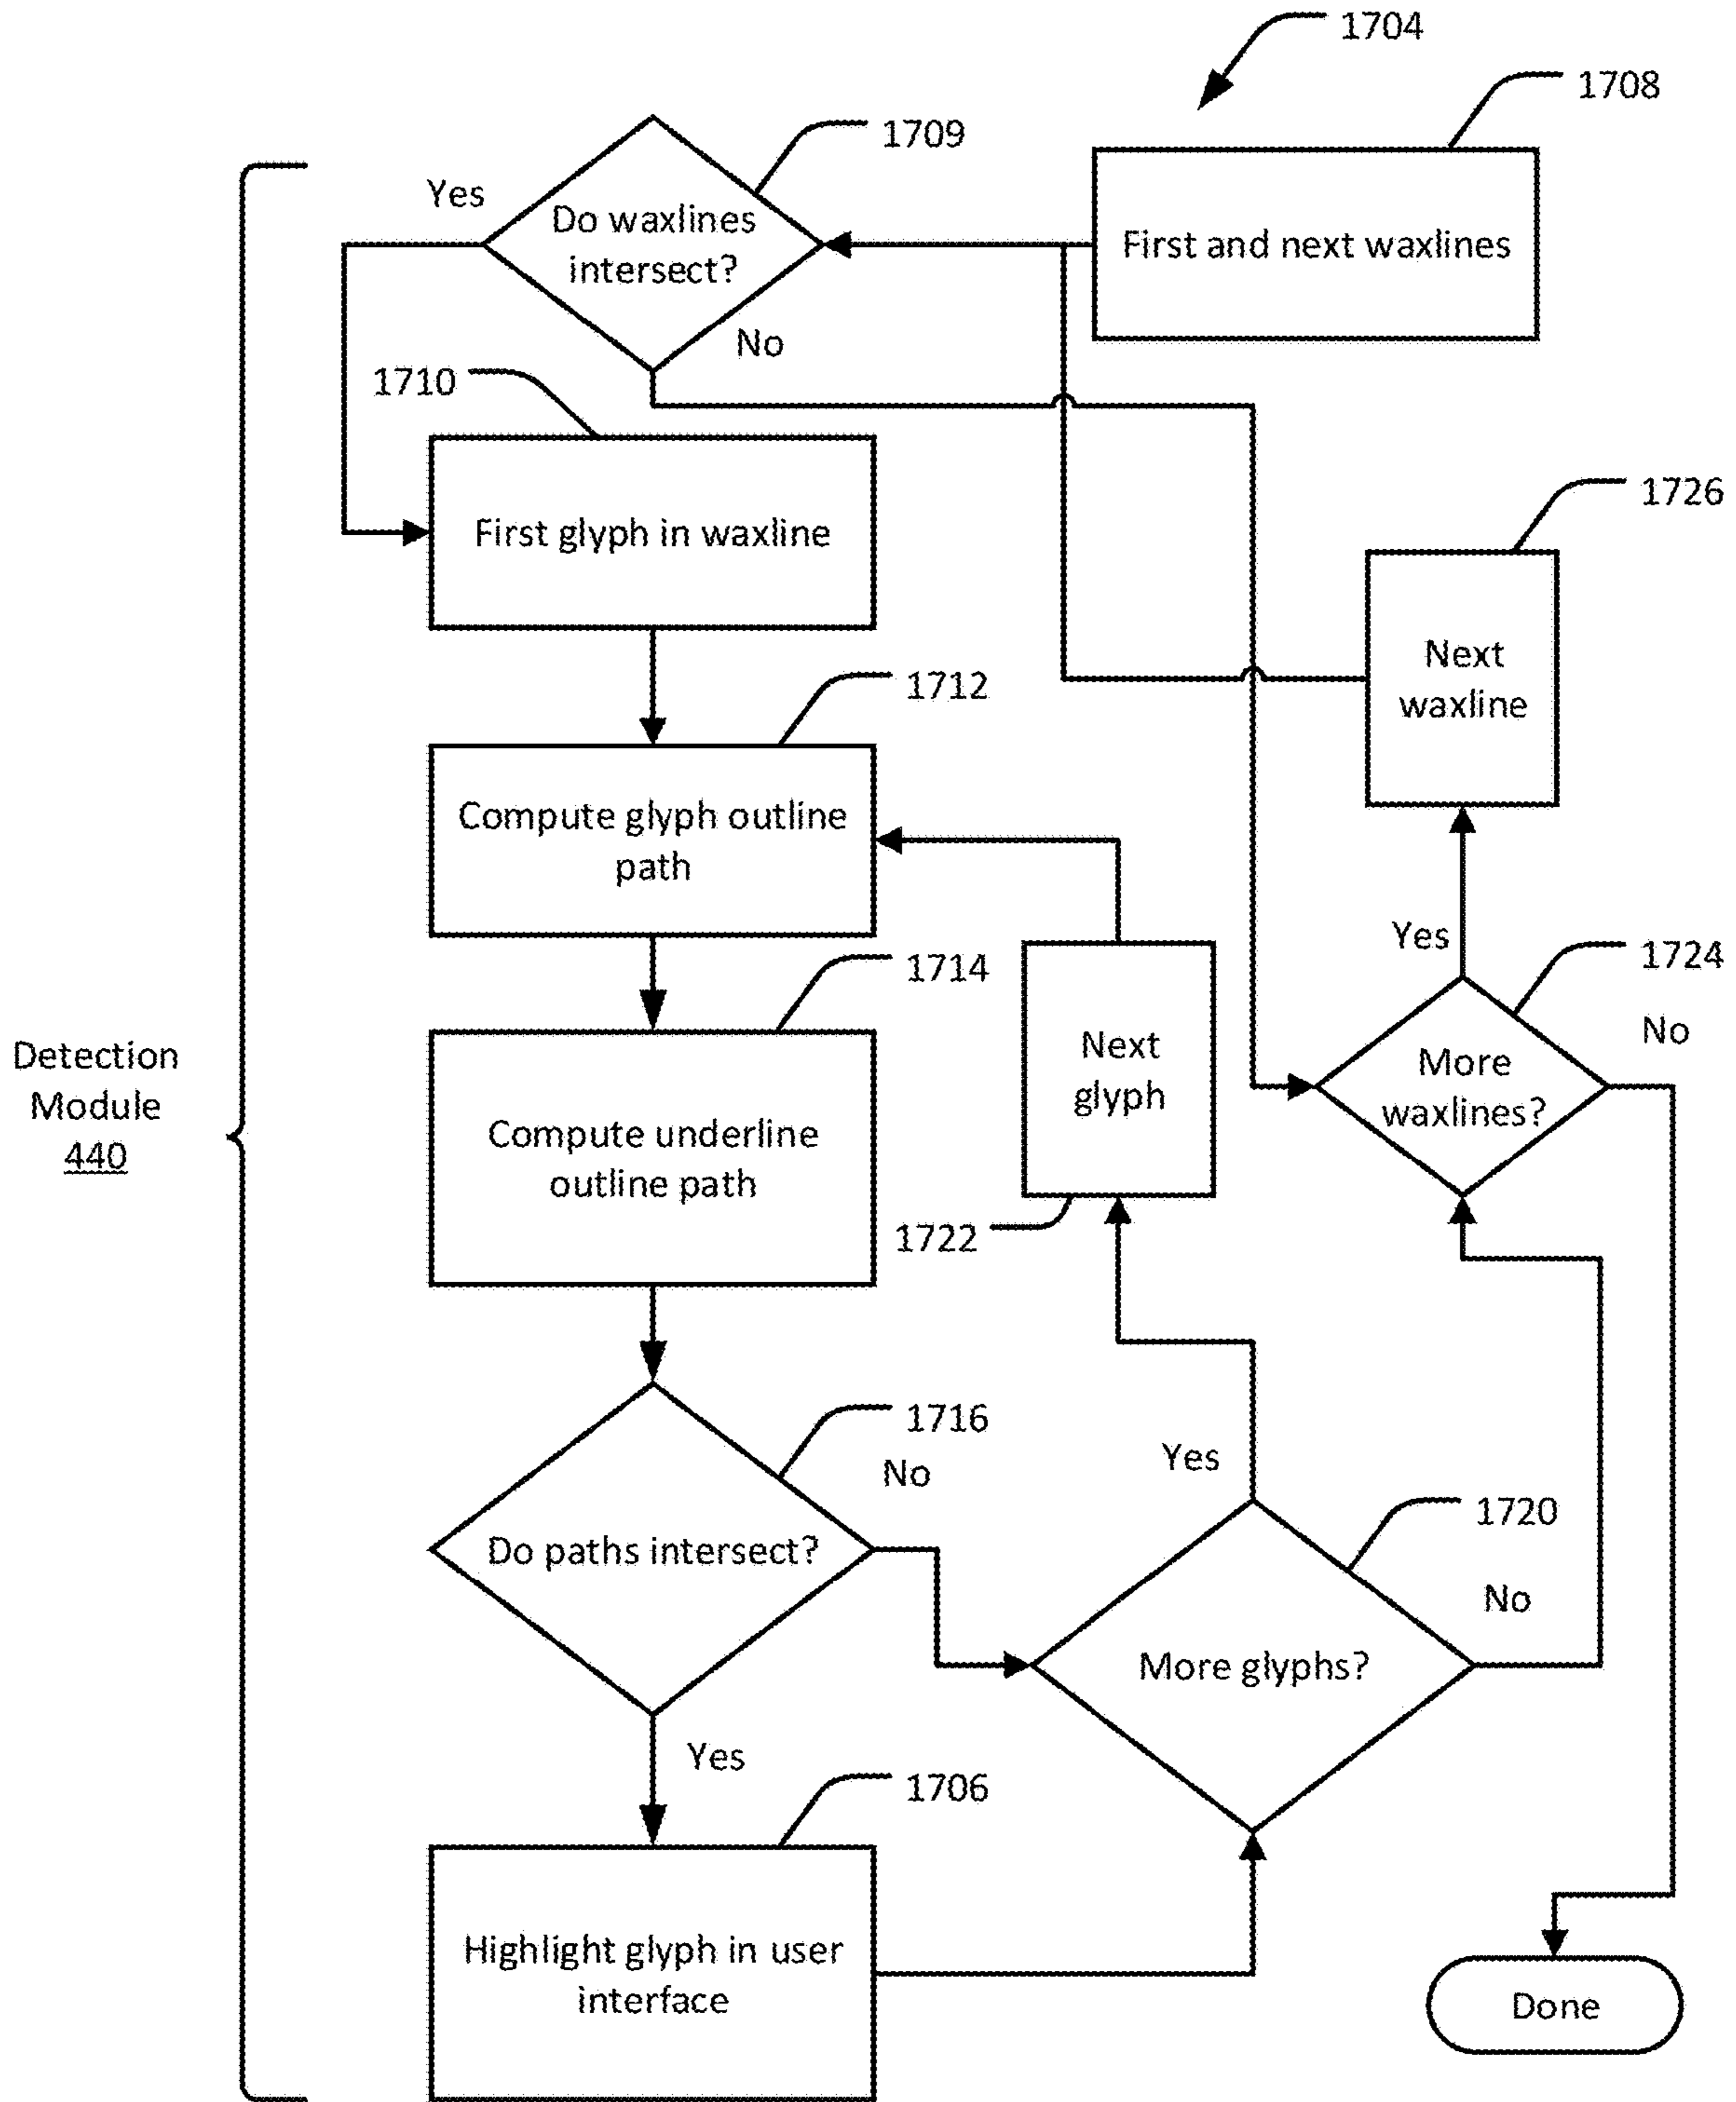 1704
1708
1709
Yes
Do waxlines
intersect?
First and next waxlines
No
1710
1726
First glyph in waxline
Next
waxline
1712
Compute glyph outline
path
Yes
1724
1714
No
Detection
Module
440
Next
glyph
More
waxlines?
Compute underline
outline path
1722
1716
No
Yes
1720
Do paths intersect?
No
More glyphs?
Yes
1706
Highlight glyph in user
interface
Done